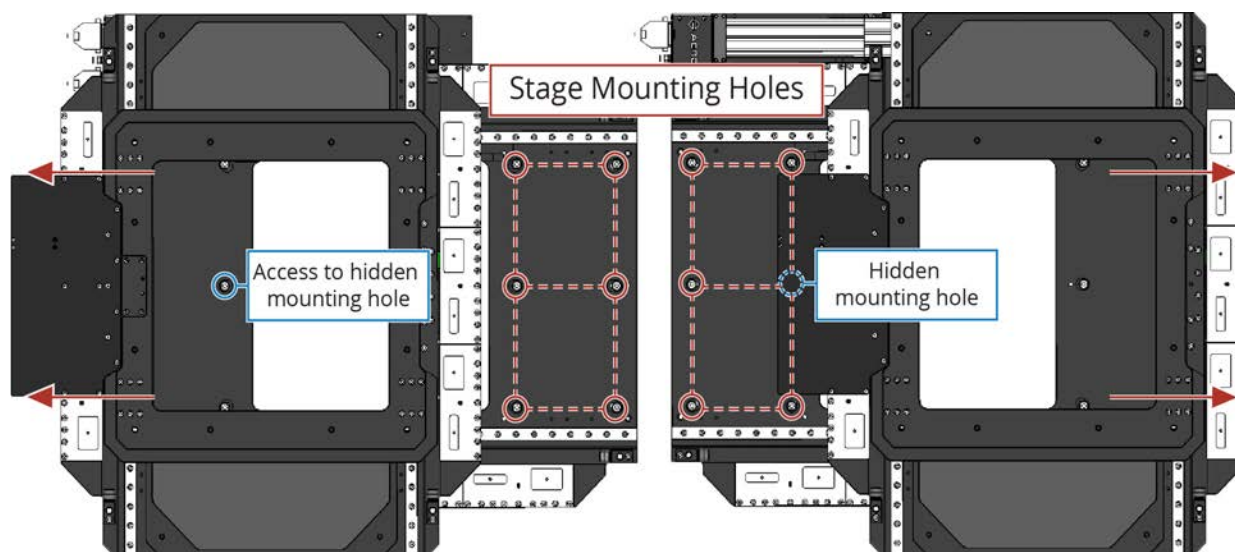 Stage Mounting Holes
Access to hidden
mounting hole
Hidden
mounting hole